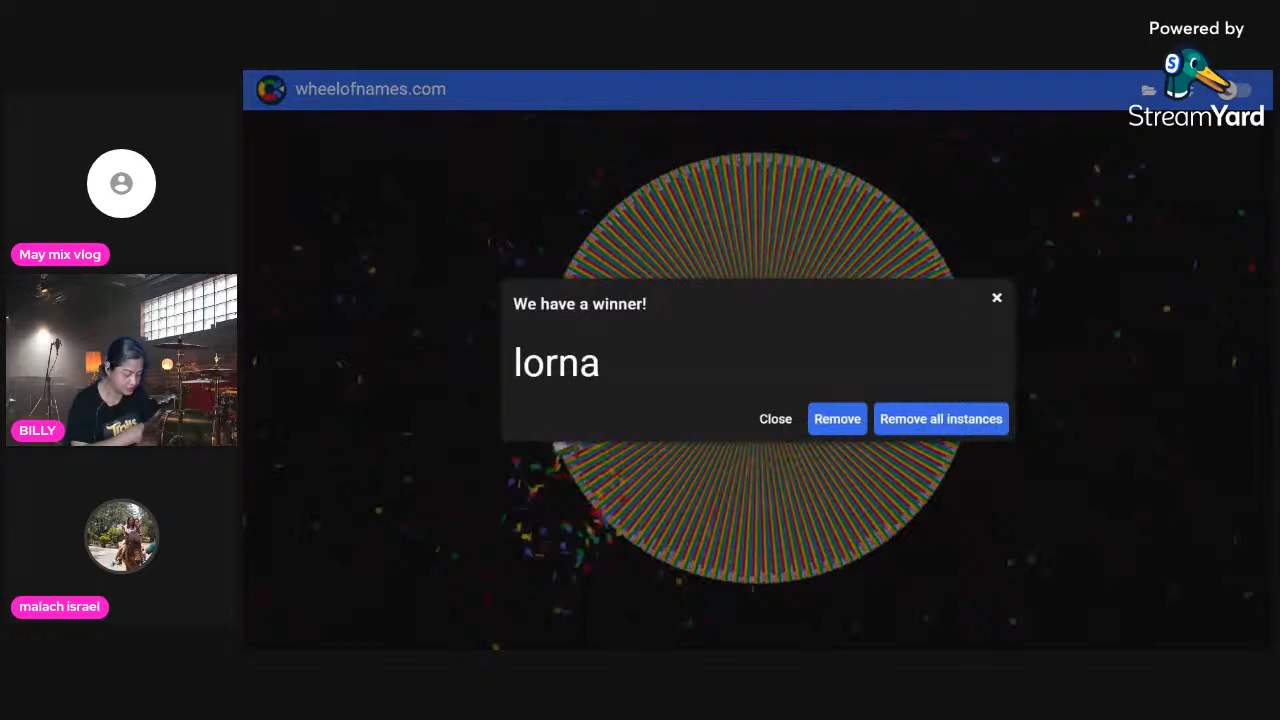 Powered by
S
StreamYard
wheelofnames.com
May mix vlog
We have a winner!
×
lorna
Close
Remove
Remove all instances
BILLY
malach israel